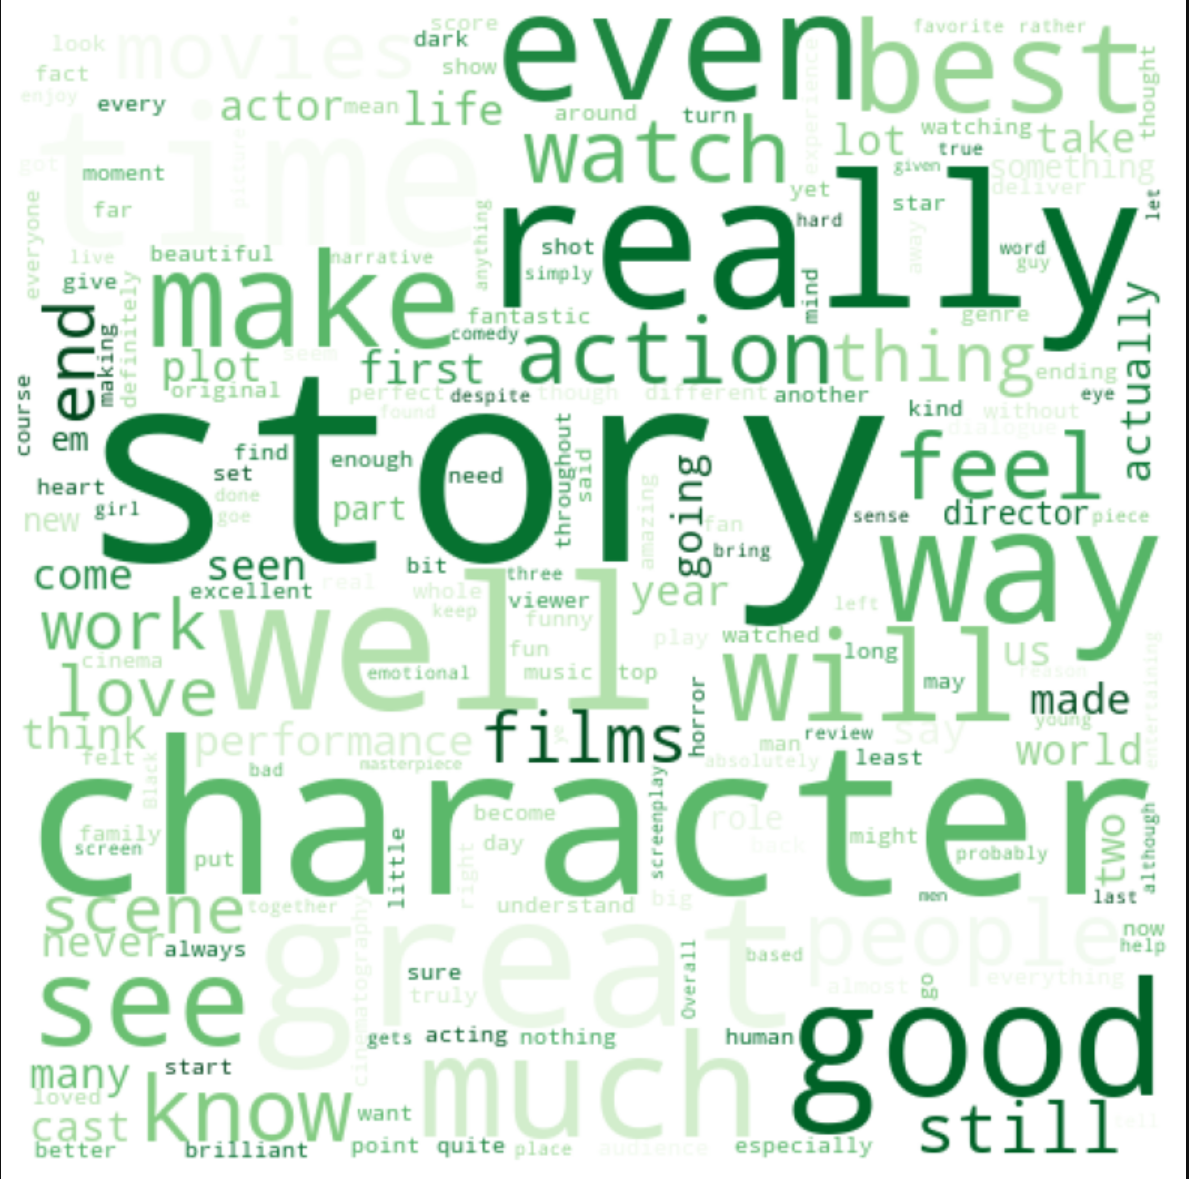 score
favorite rather
look movies dark even best
fact show
enjoy every actor mean life around turn experience thought
time watch lot watching take
got moment picture given true something
yet deliver
everyone far anything really hard star let
live beautiful narrative shot away word
give simply mind guy
make fantastic genre actually
end making definitely comedy
plot seem first action thing ending
course original perfect despite though different another eye
found kind without
em story dialogue
find enough need throughout said feel
heart set going
girl done part amazing sense director piece
new goe fan bring
come seen bit three way
excellent real whole viewer year left
work well keep funny
cinema fun play watched will long us
love emotional music top may reason entertaining
horror made
think performance films yo review say young
felt Black bad masterpiece man absolutely least world
character
family become screenplay role might two although
screen put little day back probably
right men last
scene together understand big
never always cinematography great people now
based help
see sure Overall almost go everything
truly
gets acting nothing human good
many start much
loved know want still tell
cast
better brilliant point quite place audience especially